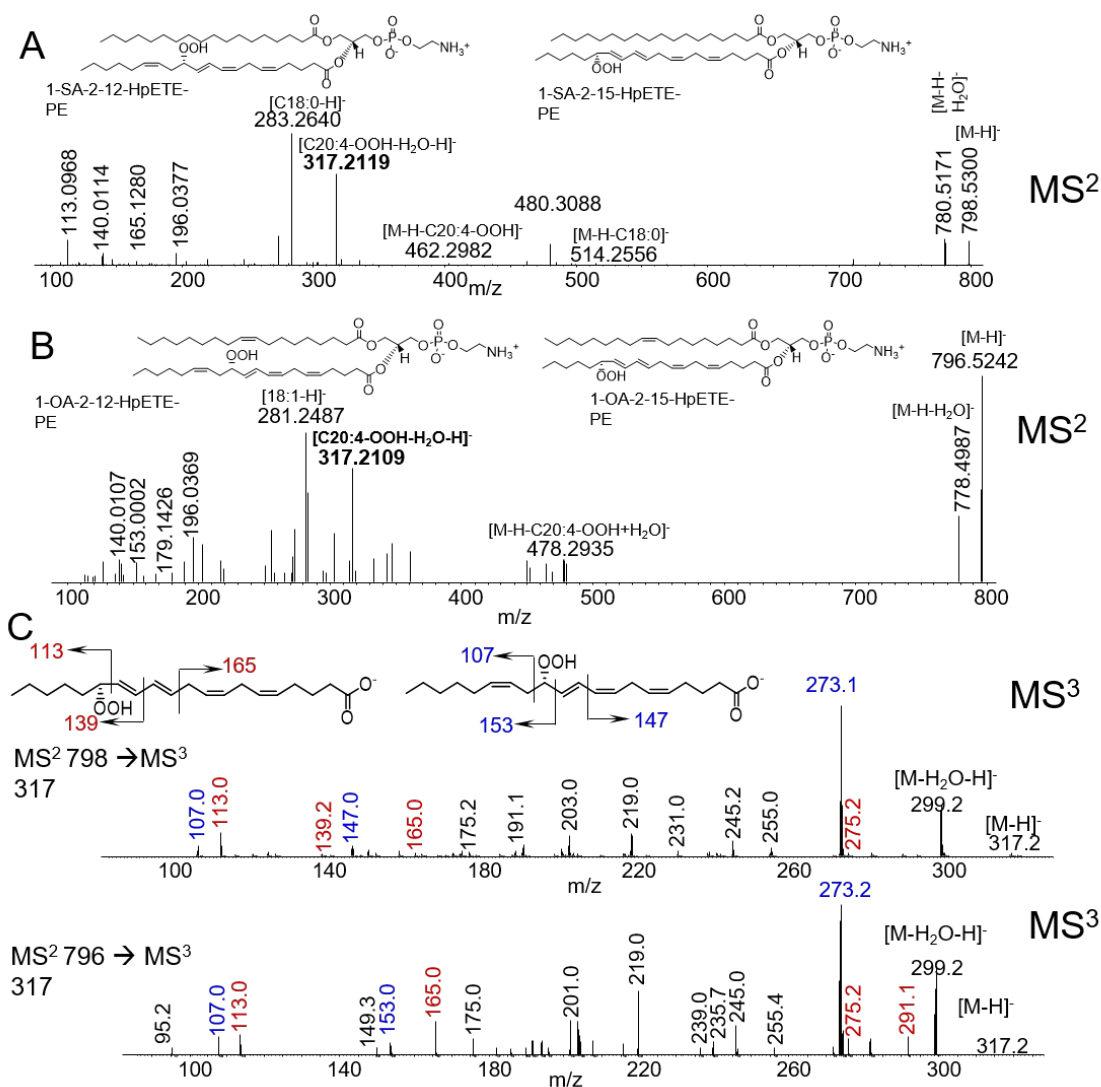 A
O
O
O
P
O
O⁻
O
NH₃⁺
OOH
O
H
O
O
1-SA-2-12-HpETE-
PE
O
O
O
P
O
O⁻
O
NH₃⁺
OOH
O
H
O
O
1-SA-2-15-HpETE-
PE
[C18:0-H]⁻
283.2640
[C20:4-OOH-H₂O-H]⁻
317.2119
113.0968
140.0114
165.1280
196.0377
480.3088
[M-H-C20:4-OOH]⁻
462.2982
[M-H-C18:0]⁻
514.2556
[M-H-
H₂O]⁻
780.5171
[M-H]⁻
798.5300
MS²
100 200 300 400 500 600 700 800
m/z
B
O
O
O
P
O
O⁻
O
NH₃⁺
OOH
O
H
O
O
1-OA-2-12-HpETE-
PE
O
O
O
P
O
O⁻
O
NH₃⁺
OOH
O
H
O
O
1-OA-2-15-HpETE-
PE
[18:1-H]⁻
281.2487
[C20:4-OOH-H₂O-H]⁻
317.2109
140.0107
153.0002
179.1426
196.0369
[M-H-C20:4-OOH+H₂O]⁻
478.2935
[M-H-H₂O]⁻
778.4987
[M-H]⁻
796.5242
MS²
100 200 300 400 500 600 700 800
m/z
C
113
165
OOH
139
O
O⁻
107
OOH
153
147
O
O⁻
MS³
MS² 798 →MS³
317
107.0
113.0
139.2
147.0
165.0
175.2
191.1
203.0
219.0
231.0
245.2
255.0
273.1
275.2
[M-H₂O-H]⁻
299.2
[M-H]⁻
317.2
100 140 180 220 260 300
m/z
MS³
MS² 796 → MS³
317
95.2
107.0
113.0
149.3
153.0
165.0
175.0
201.0
219.0
239.0
235.7
245.0
255.4
273.2
275.2
291.1
[M-H₂O-H]⁻
299.2
[M-H]⁻
317.2
100 140 180 220 260 300
m/z